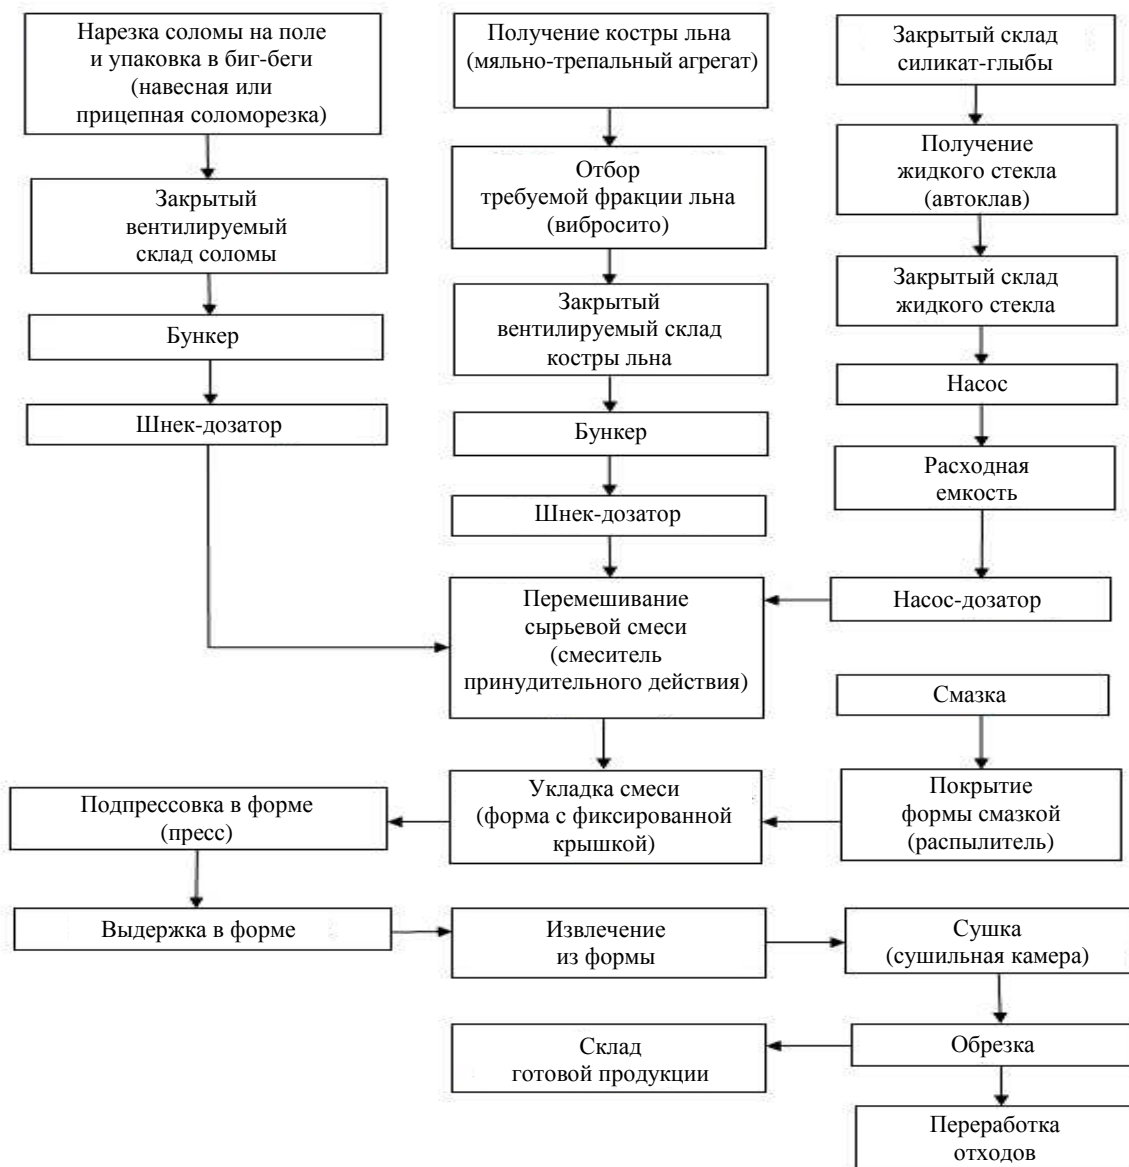 Нарезка соломы на поле
и упаковка в биг-беги
(навесная или
прицепная соломорезка)
Закрытый
вентилируемый
склад соломы
Бункер
Шнек-дозатор
Получение костры льна
(мяльно-трепальный агрегат)
Отбор
требуемой фракции льна
(вибросито)
Закрытый
вентилируемый склад
костры льна
Бункер
Шнек-дозатор
Закрытый склад
силикат-глыбы
Получение
жидкого стекла
(автоклав)
Закрытый склад
жидкого стекла
Насос
Расходная
емкость
Насос-дозатор
Перемешивание
сырьевой смеси
(смеситель
принудительного действия)
Смазка
Покрытие
формы смазкой
(распылитель)
Укладка смеси
(форма с фиксированной
крышкой)
Подпрессовка в форме
(пресс)
Выдержка в форме
Извлечение
из формы
Сушка
(сушильная камера)
Обрезка
Склад
готовой продукции
Переработка
отходов